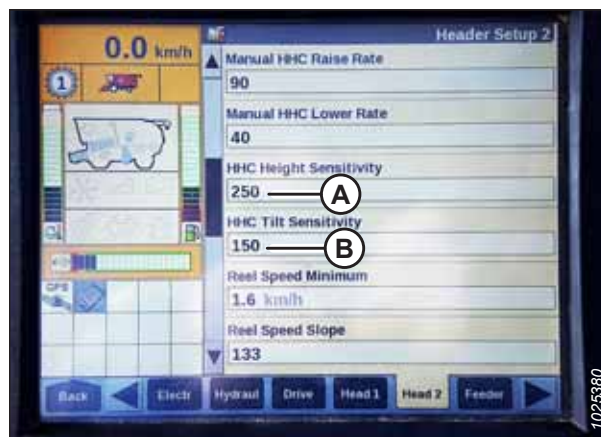 0.0 km/h
Header Setup 2
1
Manual HHC Raise Rate
90
Manual HHC Lower Rate
40
HHC Height Sensitivity
250
A
HHC Tilt Sensitivity
150
B
Reel Speed Minimum
1.6 km/h
Reel Speed Slope
133
GPS
Back
Electr
Hydraul
Drive
Head 1
Head 2
Feeder
1025380